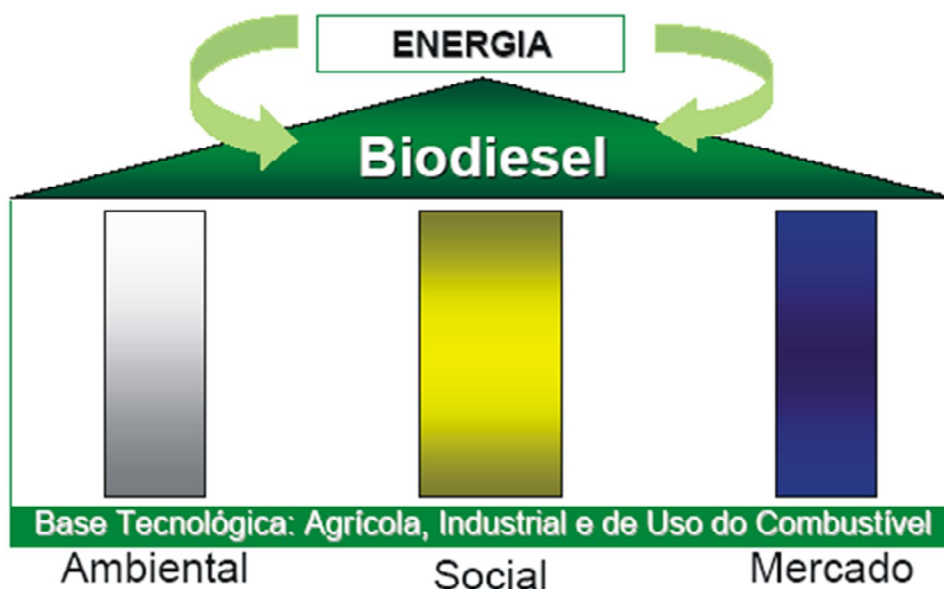 ENERGIA
Biodiesel
Base Tecnológica: Agrícola, Industrial e de Uso do Combustível
Ambiental
Social
Mercado